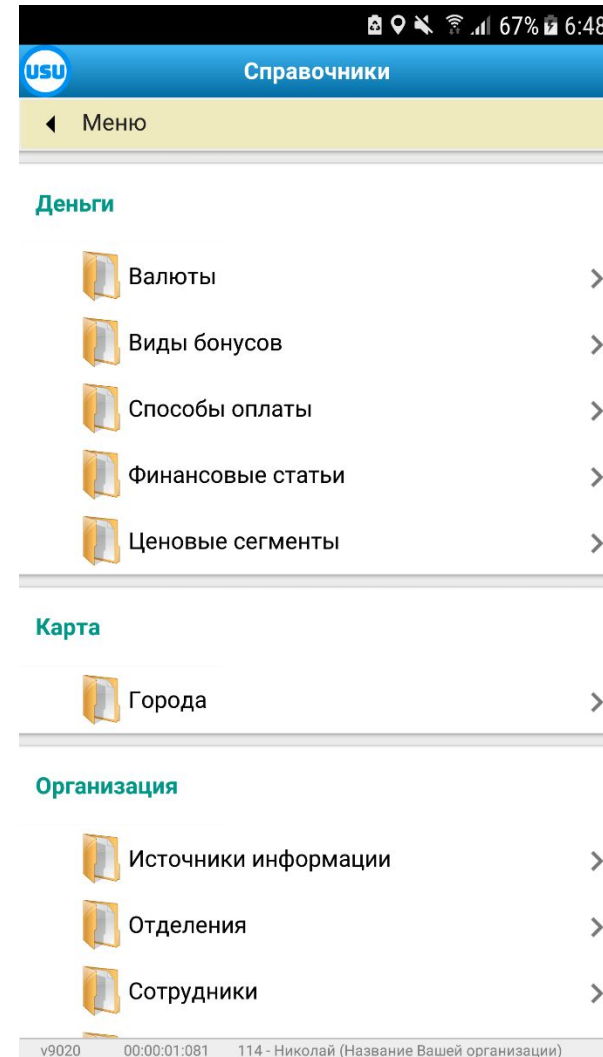 67% 6:48
USU
Справочники
Меню
Деньги
Валюты
Виды бонусов
Способы оплаты
Финансовые статьи
Ценовые сегменты
Карта
Города
Организация
Источники информации
Отделения
Сотрудники
v9020 00:00:01:081 114 - Николай (Название Вашей организации)